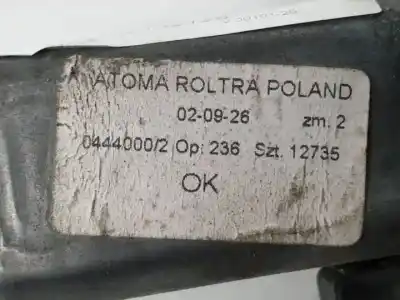 ATOMA ROLTRA POLAND
02-09-26 zm. 2
0444000/2 Op: 236 Szt. 12735
OK